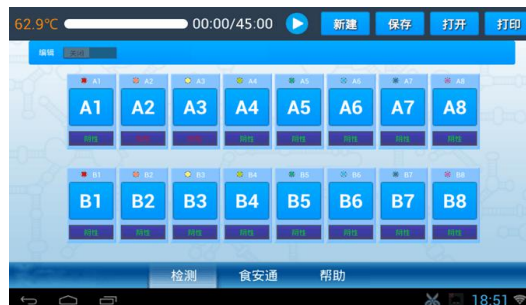 62.9℃ 00:00/45:00 新建 保存 打开 打印
编辑 关闭
A1 A2 A3 A4 A5 A6 A7 A8
A1 A2 A3 A4 A5 A6 A7 A8
阴性 阴性 阴性 阴性 阴性 阴性
B1 B2 B3 B4 B5 B6 B7 B8
B1 B2 B3 B4 B5 B6 B7 B8
阴性 阴性 阴性 阴性 阴性 阴性 阴性 阴性
检测 食安通 帮助
18:51